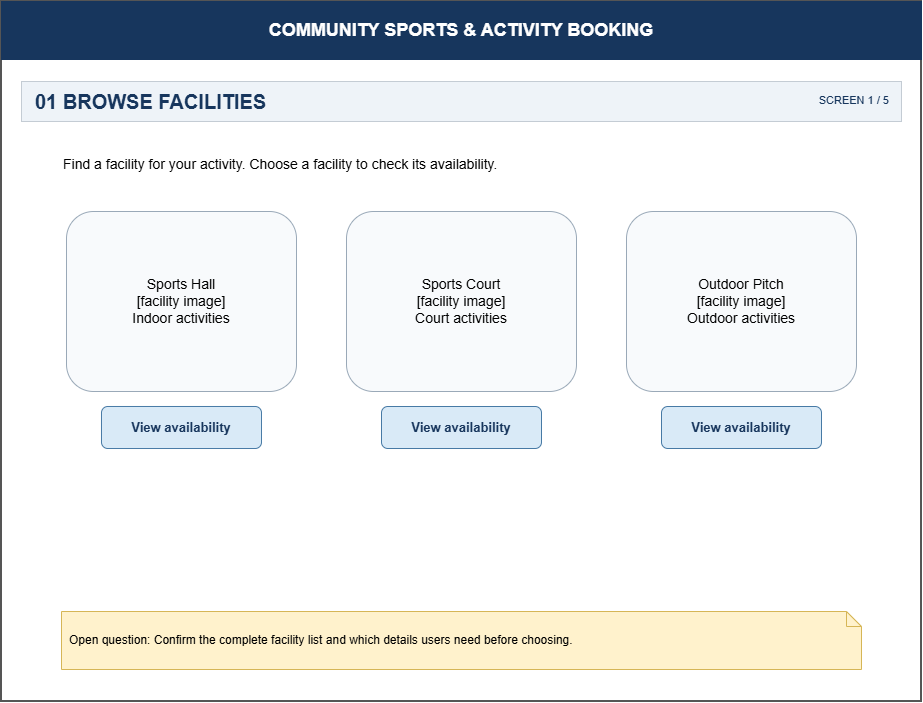 COMMUNITY SPORTS & ACTIVITY BOOKING
01 BROWSE FACILITIES
SCREEN 1 / 5
Find a facility for your activity. Choose a facility to check its availability.
Sports Hall
[facility image]
Indoor activities
Sports Court
[facility image]
Court activities
Outdoor Pitch
[facility image]
Outdoor activities
View availability
View availability
View availability
Open question: Confirm the complete facility list and which details users need before choosing.